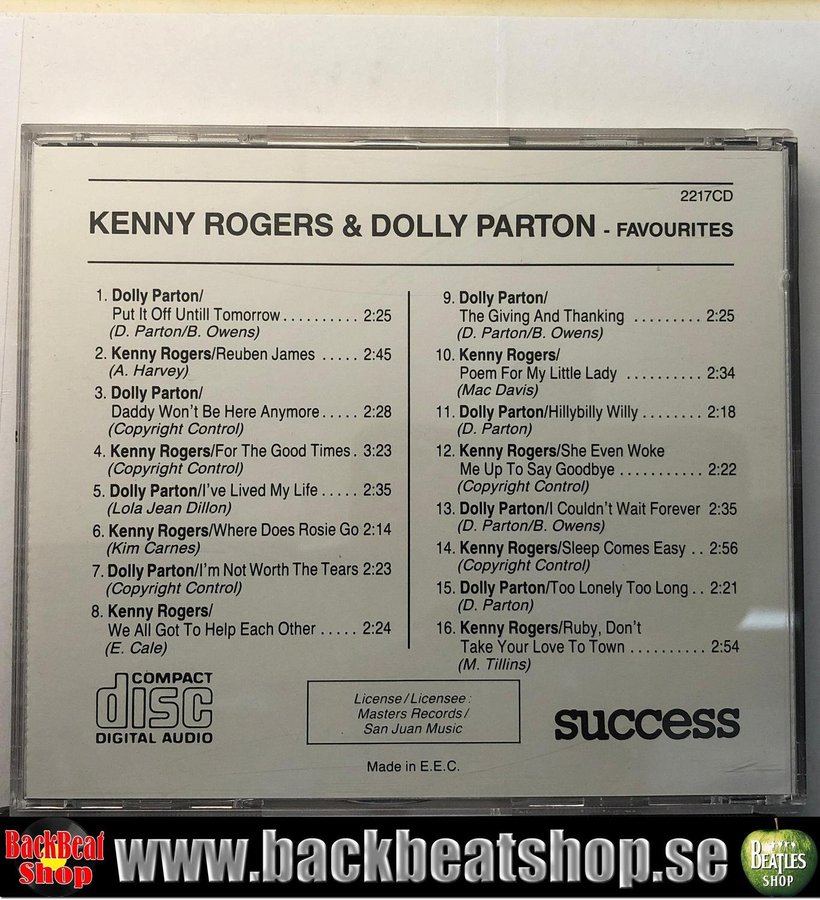 2217CD
KENNY ROGERS & DOLLY PARTON - FAVOURITES
1. Dolly Parton/
Put It Off Untill Tomorrow .......... 2:25
(D. Parton/B. Owens)
2. Kenny Rogers/Reuben James ..... 2:45
(A. Harvey)
3. Dolly Parton/
Daddy Won't Be Here Anymore ..... 2:28
(Copyright Control)
4. Kenny Rogers/For The Good Times . 3:23
(Copyright Control)
5. Dolly Parton/I've Lived My Life ..... 2:35
(Lola Jean Dillon)
6. Kenny Rogers/Where Does Rosie Go 2:14
(Kim Carnes)
7. Dolly Parton/I'm Not Worth The Tears 2:23
(Copyright Control)
8. Kenny Rogers/
We All Got To Help Each Other ..... 2:24
(E. Cale)
9. Dolly Parton/
The Giving And Thanking ......... 2:25
(D. Parton/B. Owens)
10. Kenny Rogers/
Poem For My Little Lady .......... 2:34
(Mac Davis)
11. Dolly Parton/Hillybilly Willy ........ 2:18
(D. Parton)
12. Kenny Rogers/She Even Woke
Me Up To Say Goodbye ........... 2:22
(Copyright Control)
13. Dolly Parton/I Couldn't Wait Forever 2:35
(D. Parton/B. Owens)
14. Kenny Rogers/Sleep Comes Easy .. 2:56
(Copyright Control)
15. Dolly Parton/Too Lonely Too Long .. 2:21
(D. Parton)
16. Kenny Rogers/Ruby, Don't
Take Your Love To Town .......... 2:54
(M. Tillins)
COMPACT
disc
DIGITAL AUDIO
License/Licensee:
Masters Records/
San Juan Music
success
Made in E.E.C.
BackBeat
Shop
www.backbeatshop.se
BEATLES
SHOP